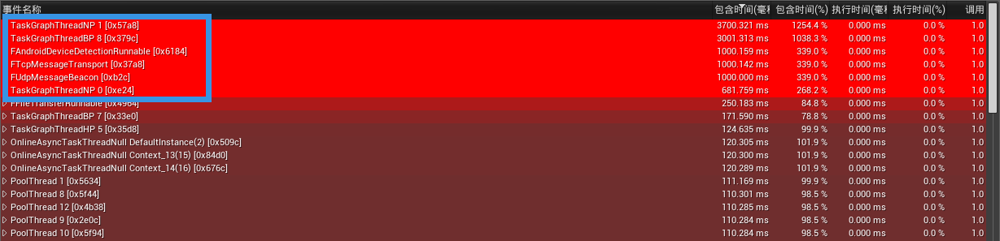 事件名称 包含时间(毫秒 包含时间(%) 执行时间(毫秒 执行时间(%) 调用
TaskGraphThreadNP 1 [0x57a8] 3700.321 ms 1254.4 % 0.000 ms 0.0 % 1.0
TaskGraphThreadBP 8 [0x379c] 3001.313 ms 1038.3 % 0.000 ms 0.0 % 1.0
FAndroidDeviceDetectionRunnable [0x6184] 1000.159 ms 339.0 % 0.000 ms 0.0 % 1.0
FTcpMessageTransport [0x37a8] 1000.142 ms 339.0 % 0.000 ms 0.0 % 1.0
FUdpMessageBeacon [0xb2c] 1000.000 ms 339.0 % 0.000 ms 0.0 % 1.0
TaskGraphThreadNP 0 [0xe24] 681.759 ms 268.2 % 0.000 ms 0.0 % 1.0
FFileTransferRunnable [0x4964] 250.183 ms 84.8 % 0.000 ms 0.0 % 1.0
TaskGraphThreadBP 7 [0x33e0] 171.590 ms 78.8 % 0.000 ms 0.0 % 1.0
TaskGraphThreadHP 5 [0x35d8] 124.635 ms 99.9 % 0.000 ms 0.0 % 1.0
OnlineAsyncTaskThreadNull DefaultInstance(2) [0x509c] 120.305 ms 101.9 % 0.000 ms 0.0 % 1.0
OnlineAsyncTaskThreadNull Context_13(15) [0x84d0] 120.300 ms 101.9 % 0.000 ms 0.0 % 1.0
OnlineAsyncTaskThreadNull Context_14(16) [0x676c] 120.289 ms 101.9 % 0.000 ms 0.0 % 1.0
PoolThread 1 [0x5634] 111.169 ms 99.9 % 0.000 ms 0.0 % 1.0
PoolThread 8 [0x5f44] 110.301 ms 98.5 % 0.000 ms 0.0 % 1.0
PoolThread 12 [0x4b38] 110.285 ms 98.5 % 0.000 ms 0.0 % 1.0
PoolThread 9 [0x2e0c] 110.284 ms 98.5 % 0.000 ms 0.0 % 1.0
PoolThread 10 [0x5f94] 110.284 ms 98.5 % 0.000 ms 0.0 % 1.0